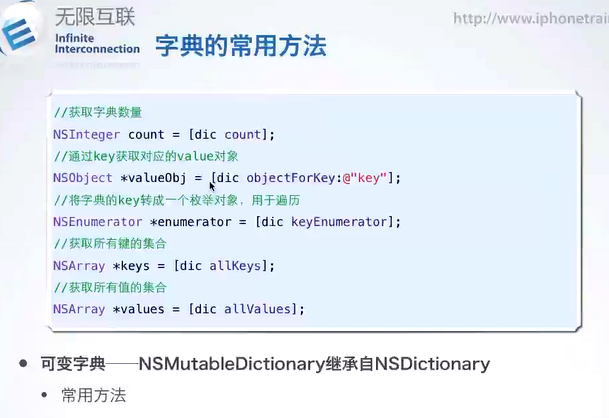 无限互联
Infinite
Interconnection
字典的常用方法
http://www.iphonetrai
//获取字典数量
NSInteger count = [dic count];
//通过key获取对应的value对象
NSObject *valueObj = [dic objectForKey:@"key"];
//将字典的key转成一个枚举对象，用于遍历
NSEnumerator *enumerator = [dic keyEnumerator];
//获取所有键的集合
NSArray *keys = [dic allKeys];
//获取所有值的集合
NSArray *values = [dic allValues];
• 可变字典——NSMutableDictionary继承自NSDictionary
• 常用方法